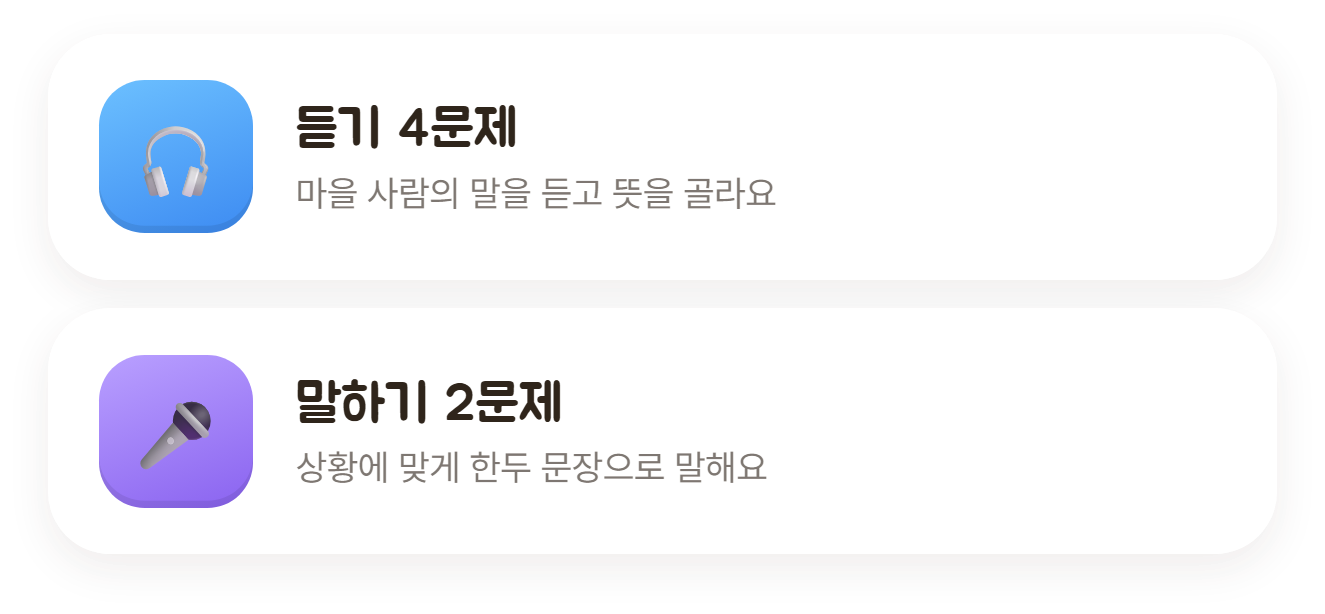 듣기 4문제
마을 사람의 말을 듣고 뜻을 골라요
말하기 2문제
상황에 맞게 한두 문장으로 말해요